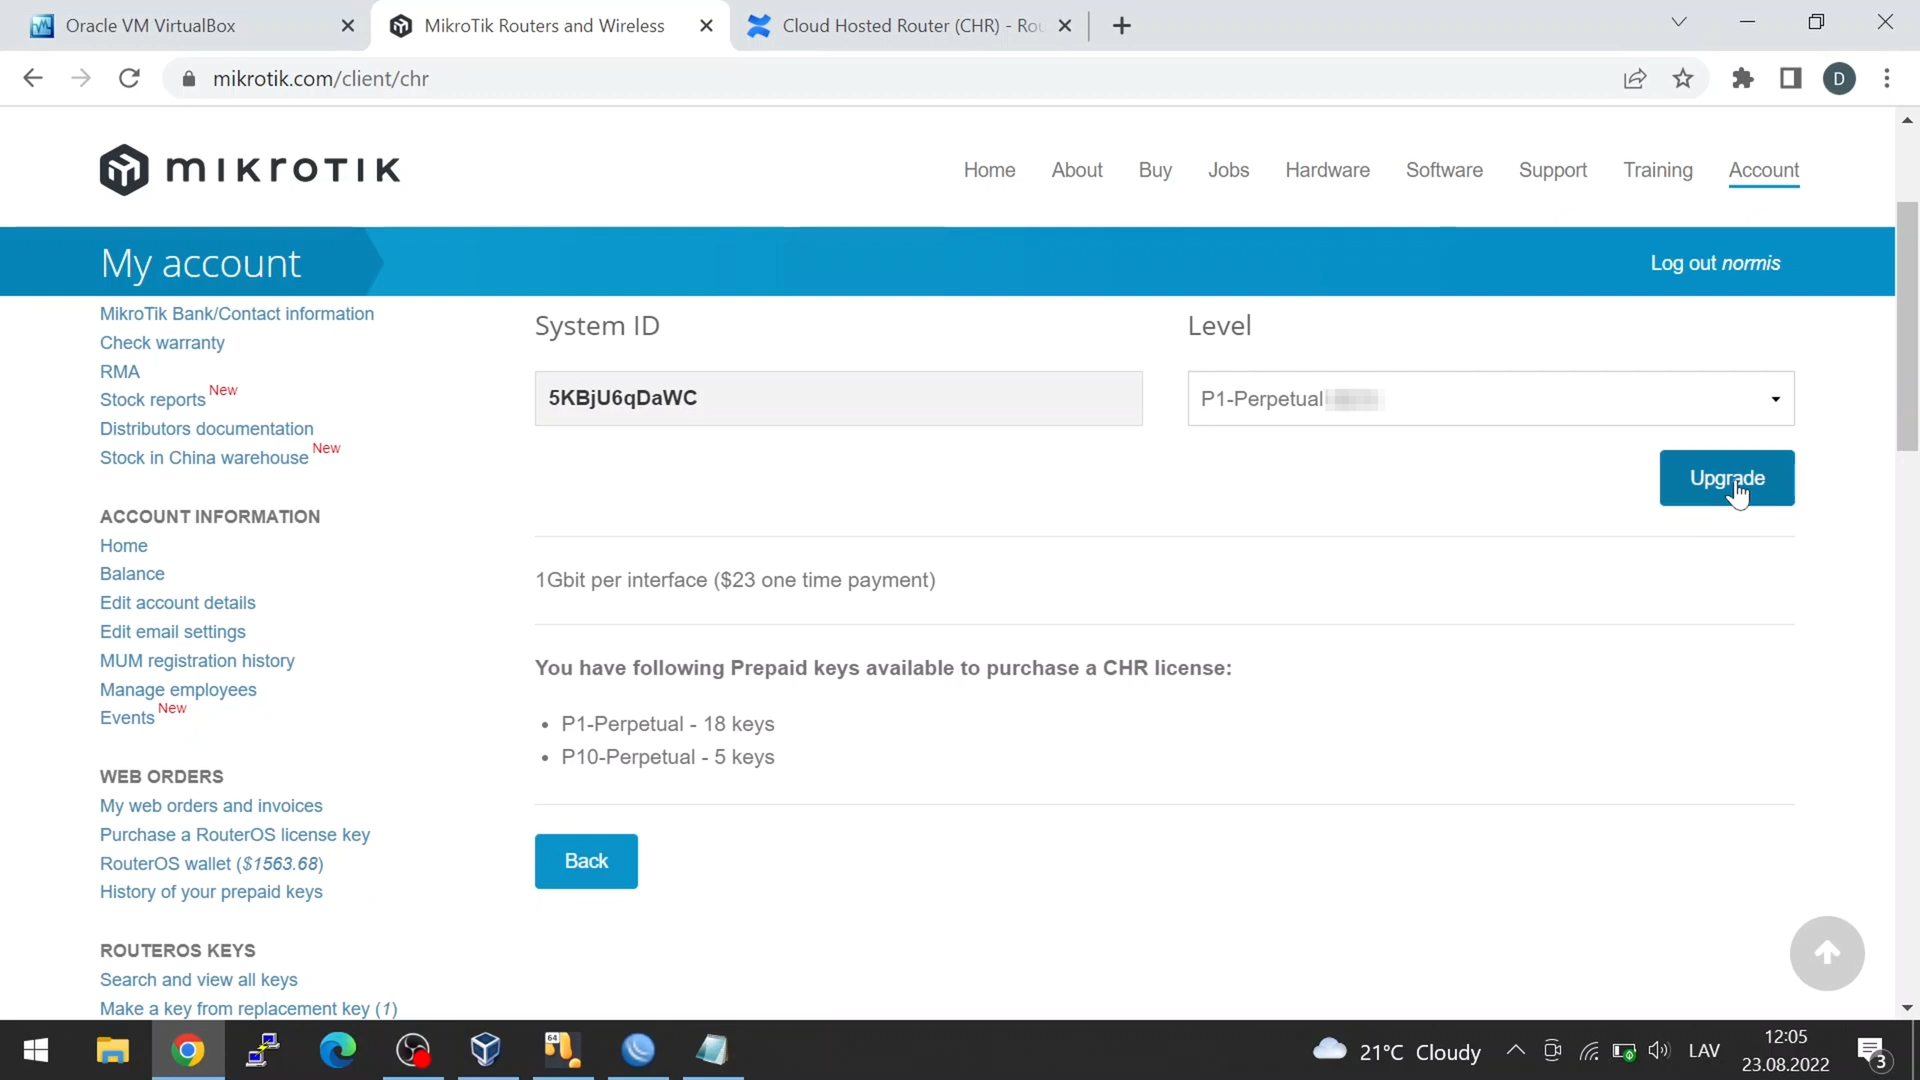 Oracle VM VirtualBox
MikroTik Routers and Wireless
Cloud Hosted Router (CHR) - Rou
mikrotik.com/client/chr
D
mikrotik
Home About Buy Jobs Hardware Software Support Training Account
My account
Log out normis
MikroTik Bank/Contact information
Check warranty
RMA
Stock reports New
Distributors documentation
Stock in China warehouse New
ACCOUNT INFORMATION
Home
Balance
Edit account details
Edit email settings
MUM registration history
Manage employees
Events New
WEB ORDERS
My web orders and invoices
Purchase a RouterOS license key
RouterOS wallet ($1563.68)
History of your prepaid keys
ROUTEROS KEYS
Search and view all keys
Make a key from replacement key (1)
System ID
Level
5KBjU6qDaWC
P1-Perpetual
Upgrade
1Gbit per interface ($23 one time payment)
You have following Prepaid keys available to purchase a CHR license:
• P1-Perpetual - 18 keys
• P10-Perpetual - 5 keys
Back
64
21°C Cloudy
LAV
12:05
23.08.2022
3